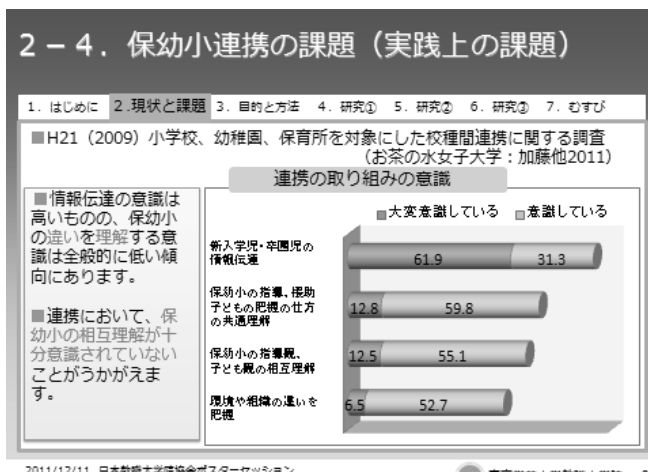 2－4．保幼小連携の課題（実践上の課題）
1. はじめに 2.現状と課題 3. 目的と方法 4. 研究① 5. 研究② 6. 研究③ 7. むすび
■H21（2009）小学校、幼稚園、保育所を対象にした校種間連携に関する調査
（お茶の水女子大学：加藤他2011）
連携の取り組みの意識
■情報伝達の意識は
高いものの、保幼小
の違いを理解する意
識は全般的に低い傾
向にあります。
■連携において、保
幼小の相互理解が十
分意識されていない
ことがうかがえま
す。
■大変意識している □意識している
新入学児・卒園児の
情報伝達
61.9 31.3
保幼小の指導、援助
子どもの把握の仕方
の共通理解
12.8 59.8
保幼小の指導観、
子ども観の相互理解
12.5 55.1
環境や組織の違いを
把握
6.5 52.7
2011/12/11 日本教職大学院協会ポスターセッション